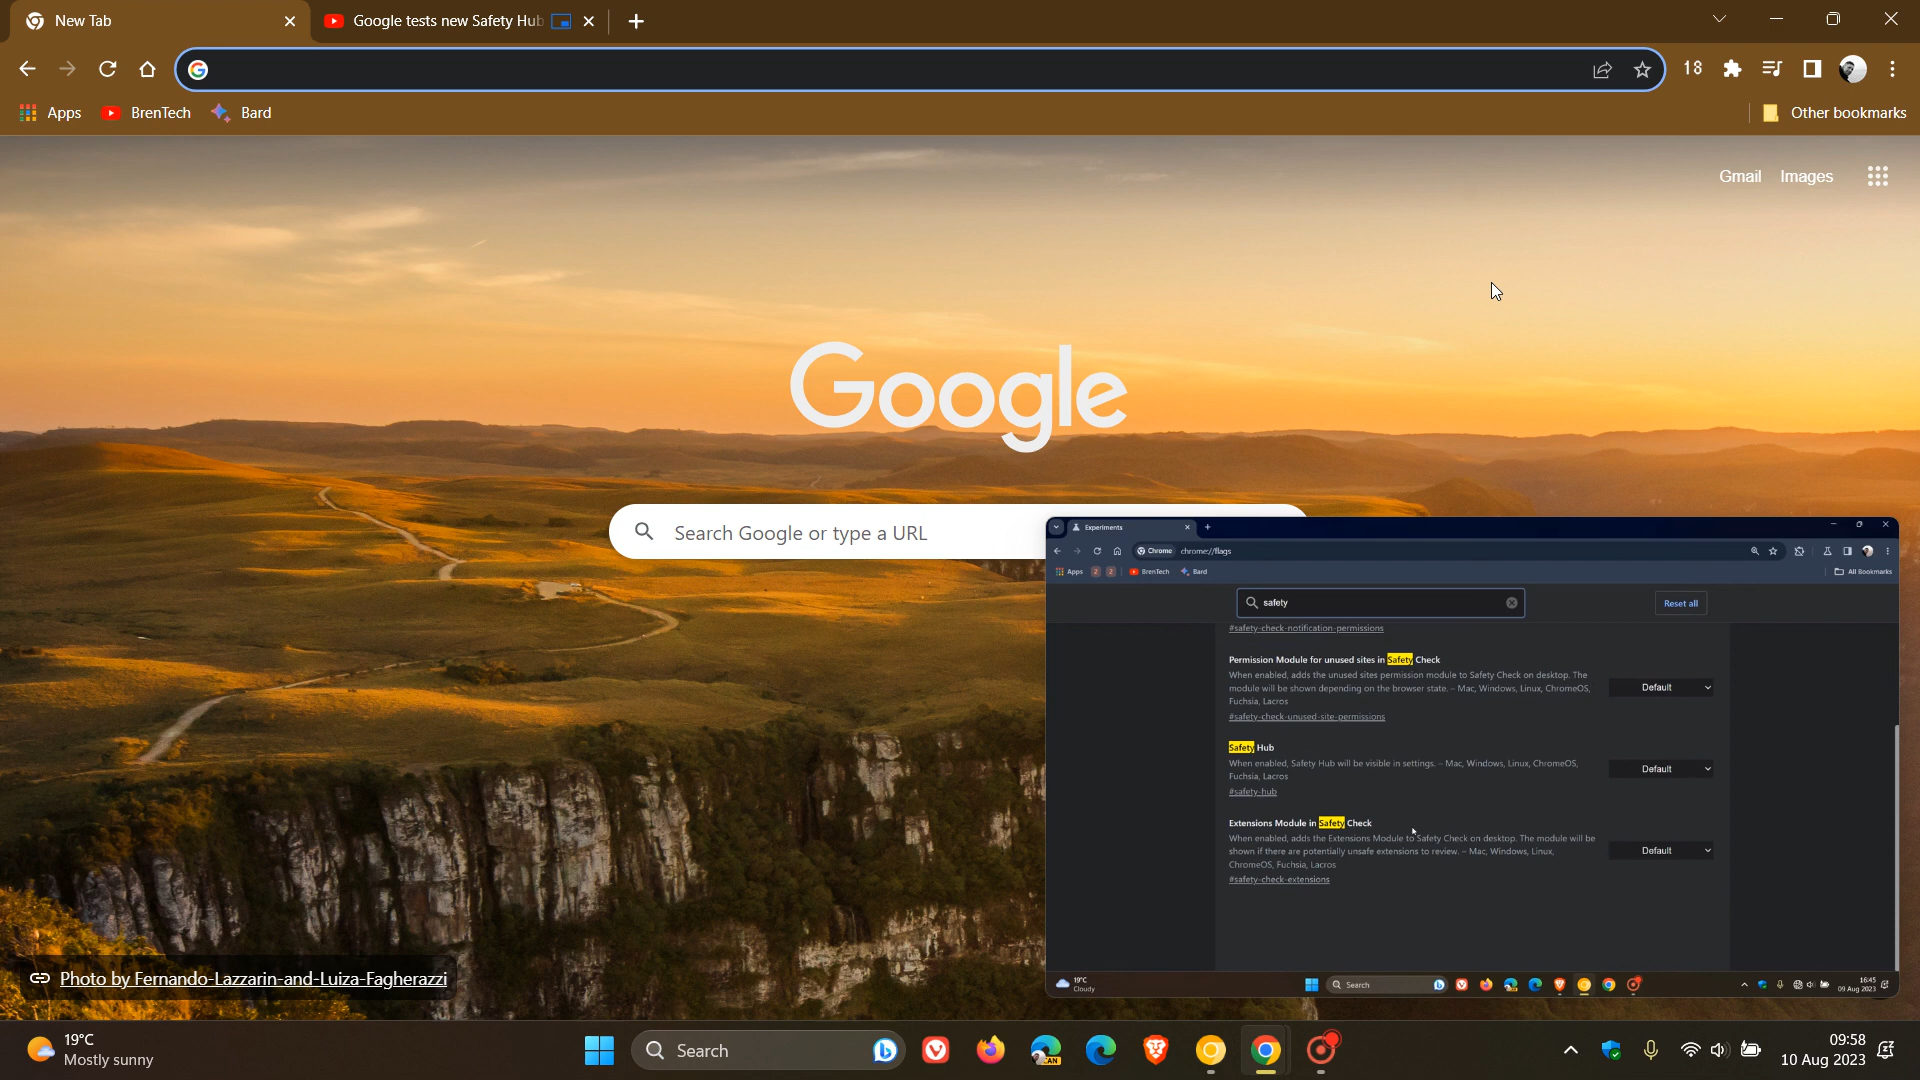 New Tab
Google tests new Safety Hub
18
Apps
BrenTech
Bard
Other bookmarks
Gmail
Images
Google
Search Google or type a URL
Experiments
Chrome
chrome://flags
Apps
2
2
BrenTech
Bard
All Bookmarks
safety
Reset all
#safety-check-notification-permissions
Permission Module for unused sites in Safety Check
When enabled, adds the unused sites permission module to Safety Check on desktop. The
module will be shown depending on the browser state. – Mac, Windows, Linux, ChromeOS,
Fuchsia, Lacros
#safety-check-unused-site-permissions
Default
Safety Hub
When enabled, Safety Hub will be visible in settings. – Mac, Windows, Linux, ChromeOS,
Fuchsia, Lacros
#safety-hub
Default
Extensions Module in Safety Check
When enabled, adds the Extensions Module to Safety Check on desktop. The module will be
shown if there are potentially unsafe extensions to review. – Mac, Windows, Linux,
ChromeOS, Fuchsia, Lacros
#safety-check-extensions
Default
19°C
Cloudy
Search
16:45
09 Aug 2023
Photo by Fernando-Lazzarin-and-Luiza-Fagherazzi
19°C
Mostly sunny
Search
CAN
09:58
10 Aug 2023